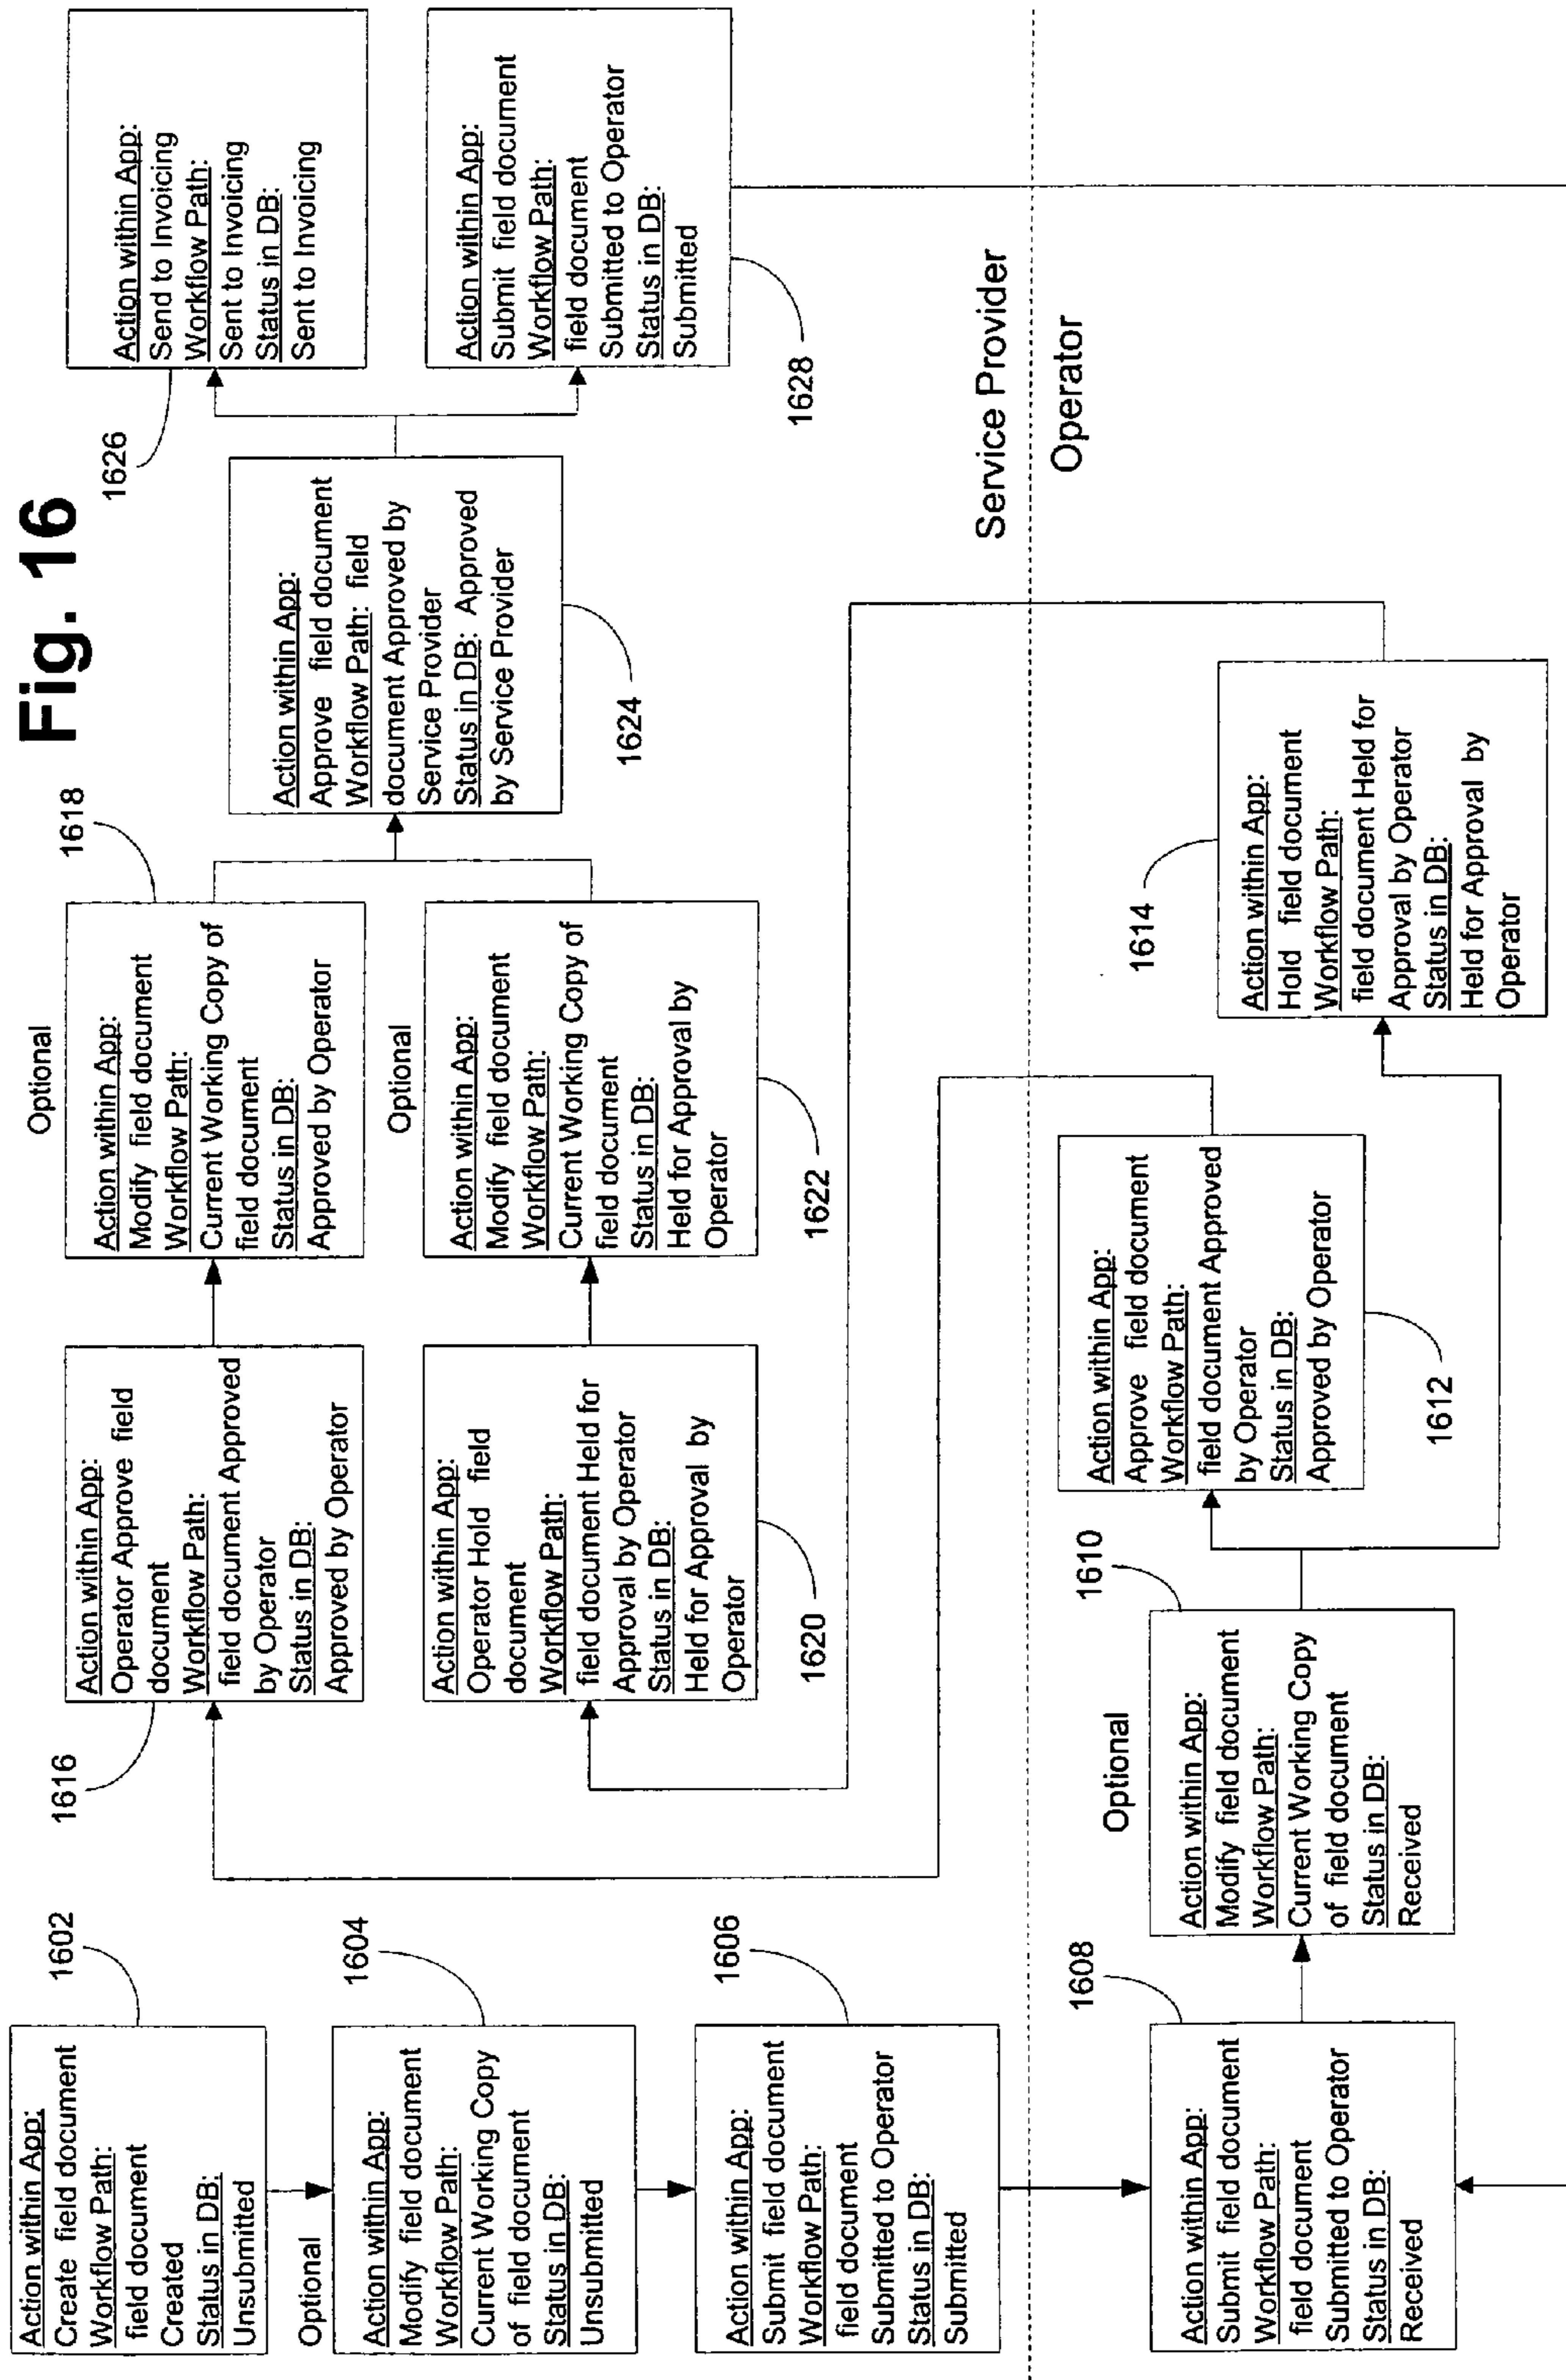 Fig. 16
1602
Action within App:
Create field document
Workflow Path:
field document
Created
Status in DB:
Unsubmitted
Optional
1604
Action within App:
Modify field document
Workflow Path:
Current Working Copy
of field document
Status in DB:
Unsubmitted
1606
Action within App:
Submit field document
Workflow Path:
field document
Submitted to Operator
Status in DB:
Submitted
1616
Action within App:
Operator Approve field
document
Workflow Path:
field document Approved
by Operator
Status in DB:
Approved by Operator
Optional
1618
Action within App:
Modify field document
Workflow Path:
Current Working Copy of
field document
Status in DB:
Approved by Operator
Action within App:
Operator Hold field
document
Workflow Path:
field document Held for
Approval by Operator
Status in DB:
Held for Approval by
Operator
1620
Optional
Action within App:
Modify field document
Workflow Path:
Current Working Copy of
field document
Status in DB:
Held for Approval by
Operator
1622
Action within App:
Approve field document
Workflow Path: field
document Approved by
Service Provider
Status in DB: Approved
by Service Provider
1624
1626
Action within App:
Send to Invoicing
Workflow Path:
Sent to Invoicing
Status in DB:
Sent to Invoicing
Action within App:
Submit field document
Workflow Path:
field document
Submitted to Operator
Status in DB:
Submitted
1628
Service Provider
Operator
1608
Action within App:
Submit field document
Workflow Path:
field document
Submitted to Operator
Status in DB:
Received
Optional
1610
Action within App:
Modify field document
Workflow Path:
Current Working Copy
of field document
Status in DB:
Received
Action within App:
Approve field document
Workflow Path:
field document Approved
by Operator
Status in DB:
Approved by Operator
1612
1614
Action within App:
Hold field document
Workflow Path:
field document Held for
Approval by Operator
Status in DB:
Held for Approval by
Operator